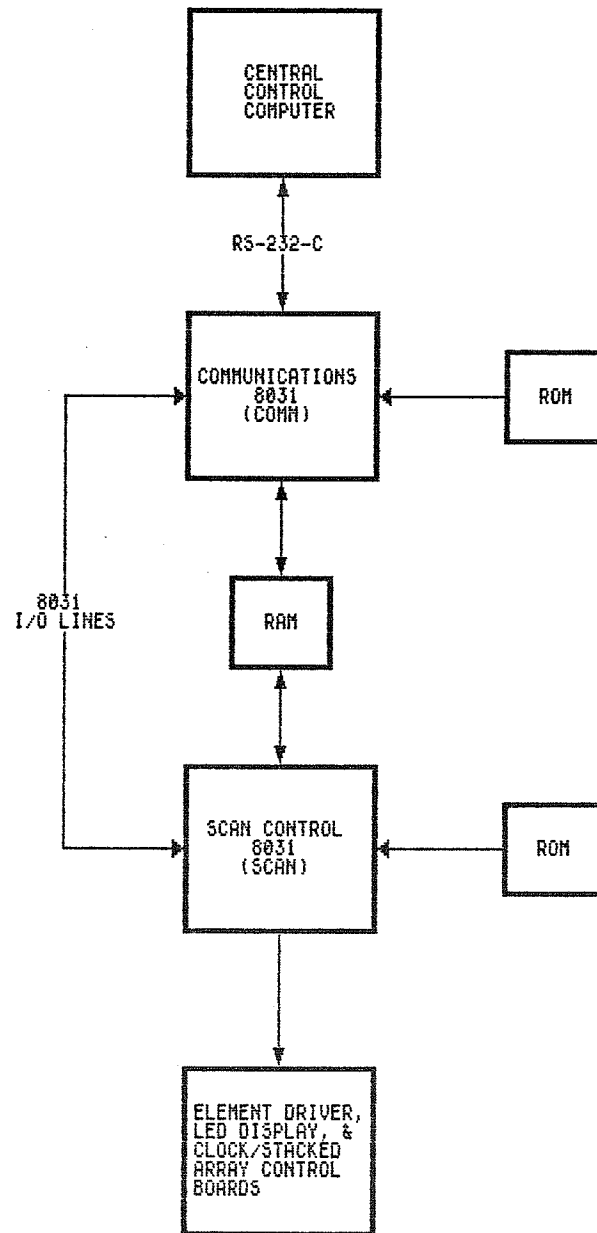 CENTRAL
CONTROL
COMPUTER
RS-232-C
COMMUNICATIONS
8031
(COMM)
ROM
8031
I/O LINES
RAM
SCAN CONTROL
8031
(SCAN)
ROM
ELEMENT DRIVER,
LED DISPLAY, &
CLOCK/STACKED
ARRAY CONTROL
BOARDS